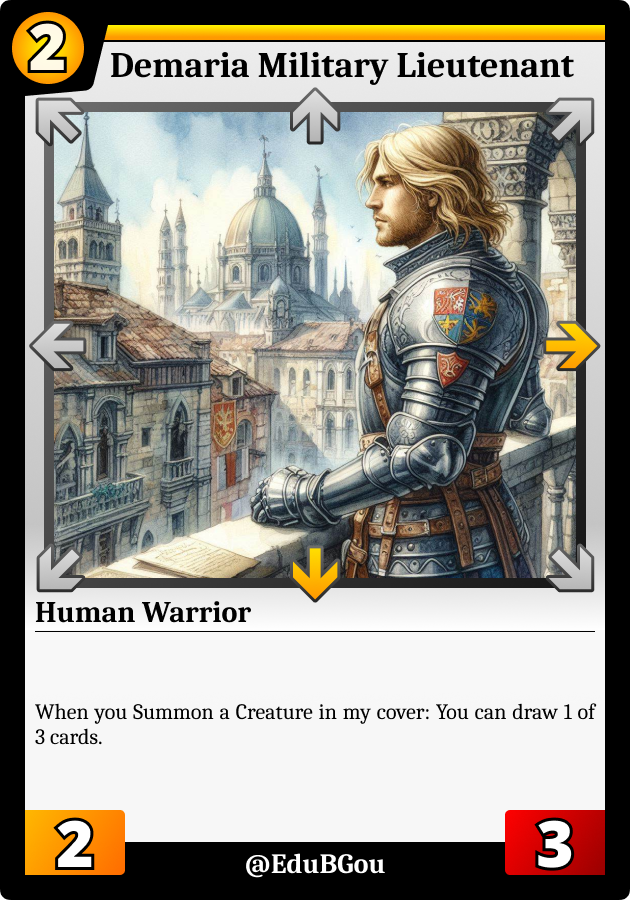 2
Demaria Military Lieutenant
Human Warrior
When you Summon a Creature in my cover: You can draw 1 of
3 cards.
2
@EduBGou
3